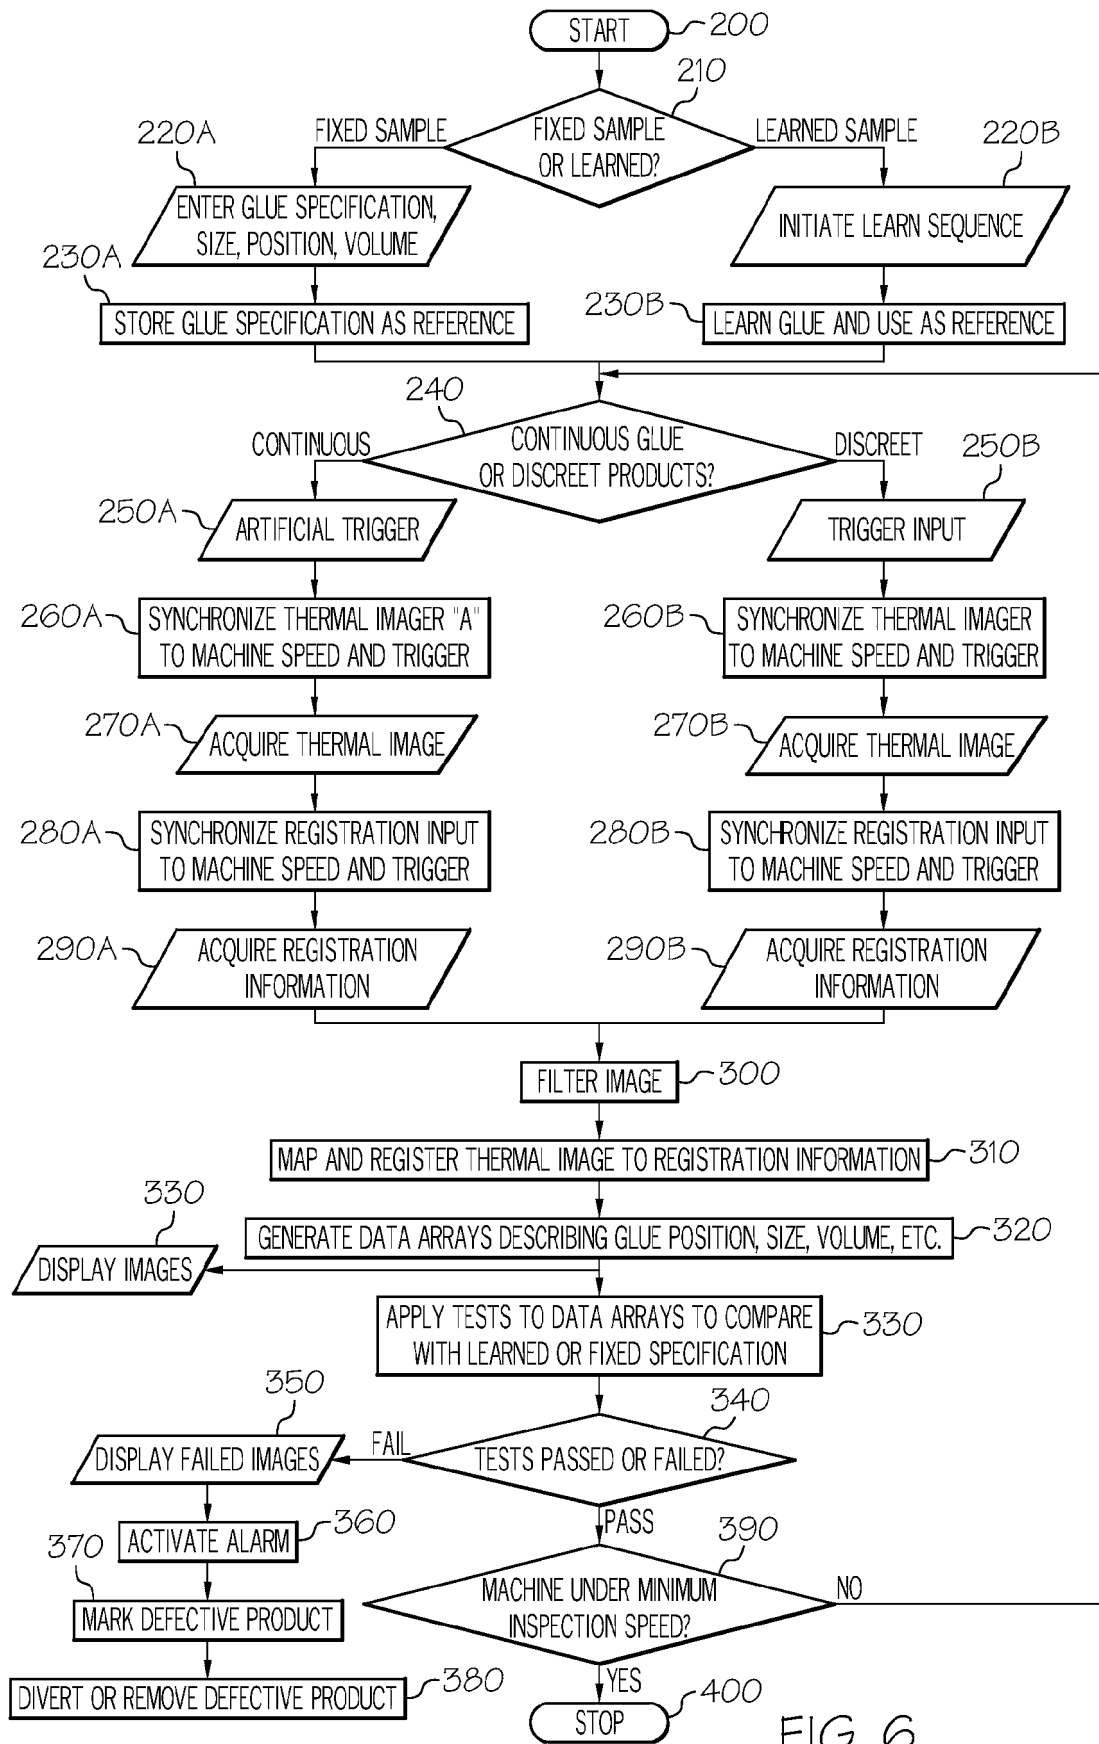 START
200
210
FIXED SAMPLE
FIXED SAMPLE
OR LEARNED?
LEARNED SAMPLE
220A
220B
ENTER GLUE SPECIFICATION,
SIZE, POSITION, VOLUME
INITIATE LEARN SEQUENCE
230A
230B
STORE GLUE SPECIFICATION AS REFERENCE
LEARN GLUE AND USE AS REFERENCE
240
CONTINUOUS
CONTINUOUS GLUE
OR DISCREET PRODUCTS?
DISCREET
250A
250B
ARTIFICIAL TRIGGER
TRIGGER INPUT
260A
SYNCHRONIZE THERMAL IMAGER "A"
TO MACHINE SPEED AND TRIGGER
260B
SYNCHRONIZE THERMAL IMAGER
TO MACHINE SPEED AND TRIGGER
270A
ACQUIRE THERMAL IMAGE
270B
ACQUIRE THERMAL IMAGE
280A
SYNCHRONIZE REGISTRATION INPUT
TO MACHINE SPEED AND TRIGGER
280B
SYNCHRONIZE REGISTRATION INPUT
TO MACHINE SPEED AND TRIGGER
290A
ACQUIRE REGISTRATION
INFORMATION
290B
ACQUIRE REGISTRATION
INFORMATION
FILTER IMAGE
300
MAP AND REGISTER THERMAL IMAGE TO REGISTRATION INFORMATION
310
330
GENERATE DATA ARRAYS DESCRIBING GLUE POSITION, SIZE, VOLUME, ETC.
320
DISPLAY IMAGES
APPLY TESTS TO DATA ARRAYS TO COMPARE
WITH LEARNED OR FIXED SPECIFICATION
330
350
340
DISPLAY FAILED IMAGES
FAIL
TESTS PASSED OR FAILED?
PASS
ACTIVATE ALARM
360
390
370
MARK DEFECTIVE PRODUCT
MACHINE UNDER MINIMUM
INSPECTION SPEED?
NO
DIVERT OR REMOVE DEFECTIVE PRODUCT
380
YES
STOP
400
FIG. 6